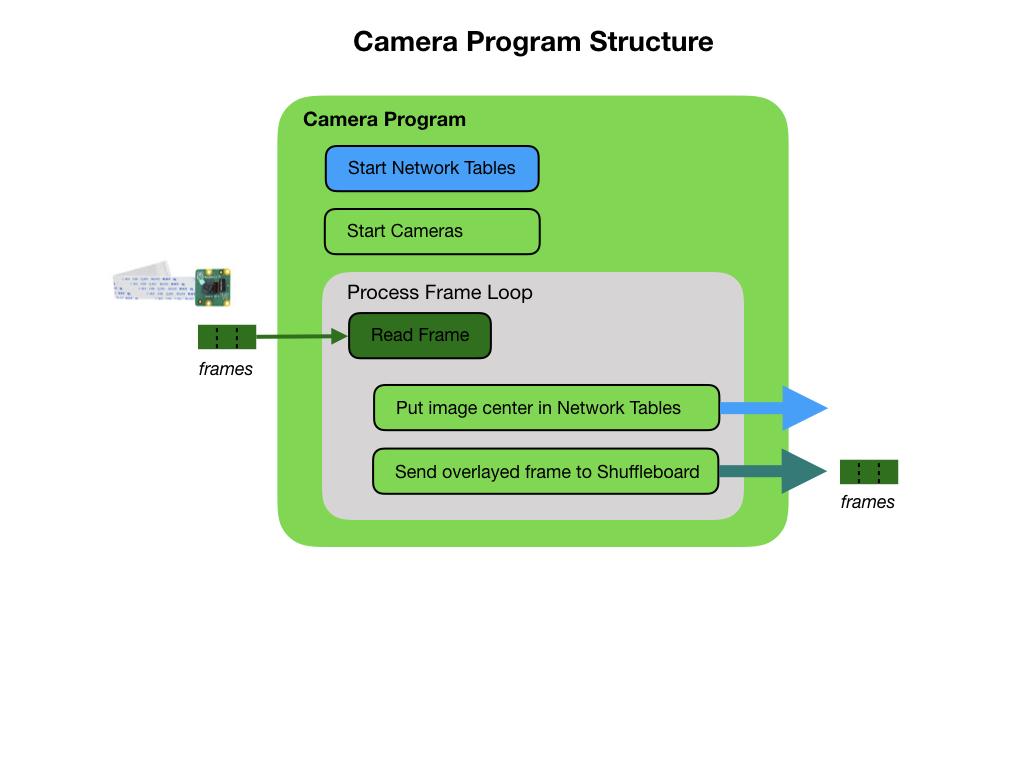 Camera Program Structure
Camera Program
Start Network Tables
Start Cameras
Process Frame Loop
Read Frame
frames
Put image center in Network Tables
Send overlayed frame to Shuffleboard
frames